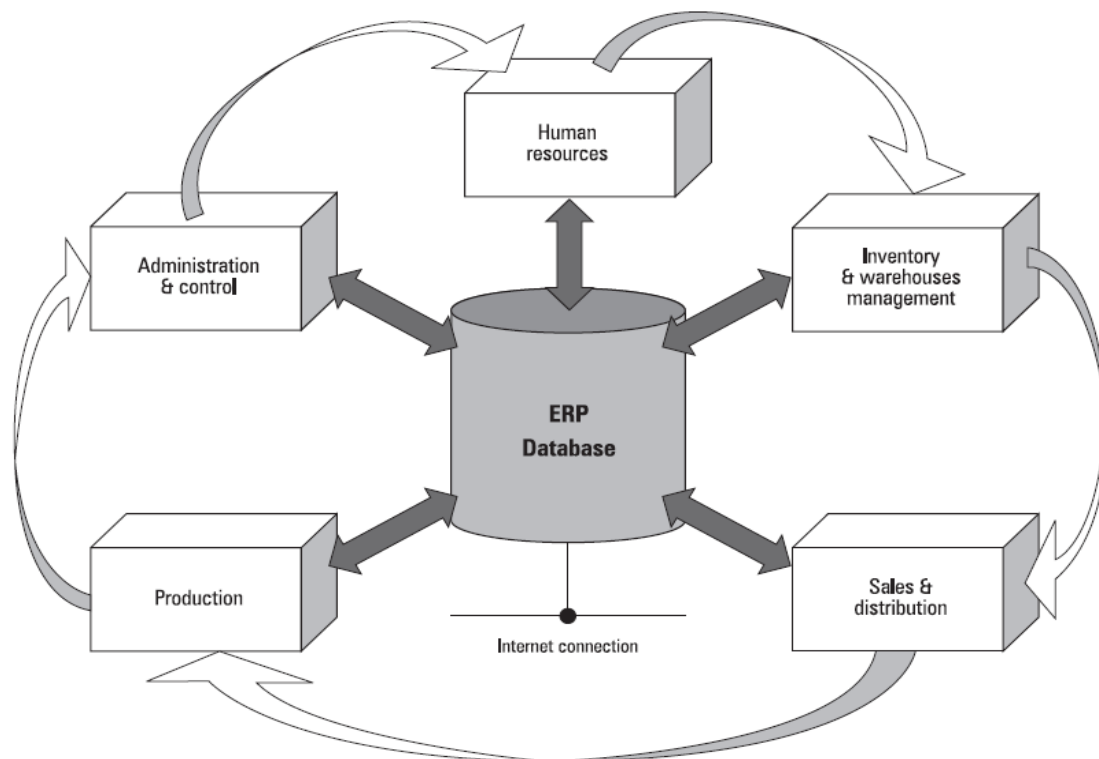 Human
resources
Administration
& control
Inventory
& warehouses
management
ERP
Database
Production
Sales &
distribution
Internet connection